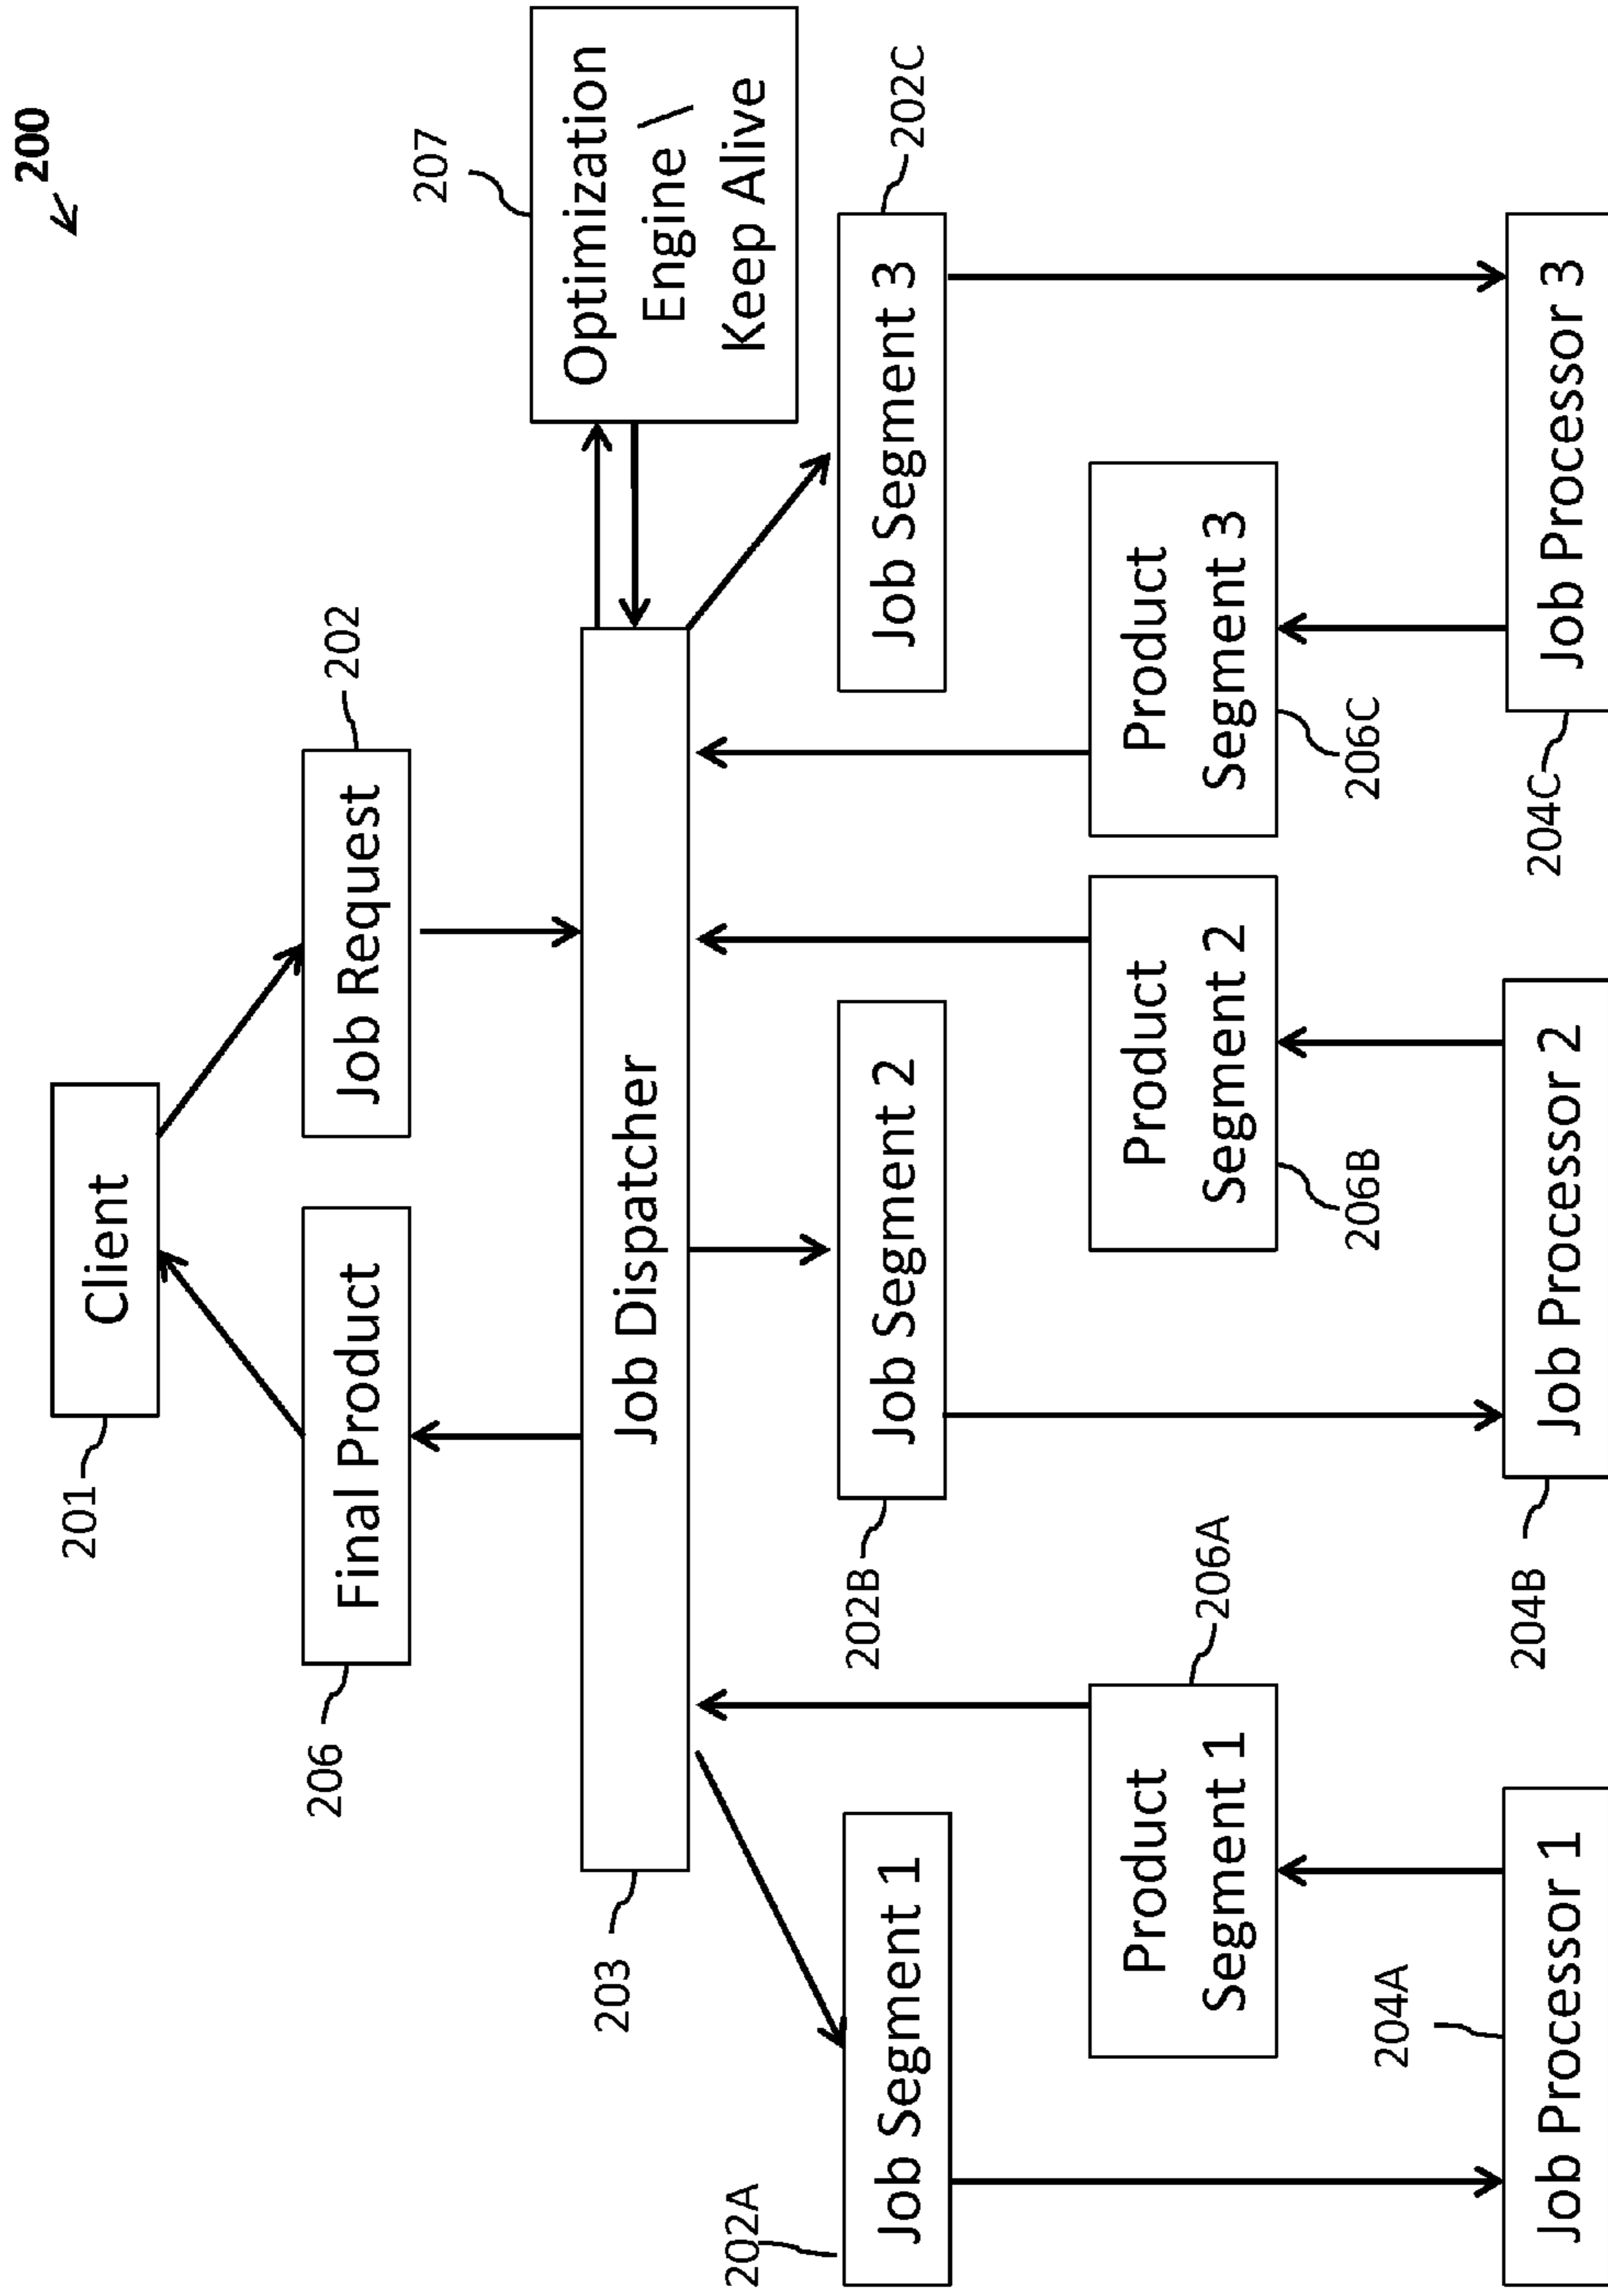 200
Client
201
Final Product
206
Job Request
202
Optimization
Engine \
Keep Alive
207
Job Dispatcher
203
Job Segment 1
202A
Job Segment 2
202B
Job Segment 3
202C
Product
Segment 1
206A
Product
Segment 2
206B
Product
Segment 3
206C
Job Processor 1
204A
Job Processor 2
204B
Job Processor 3
204C